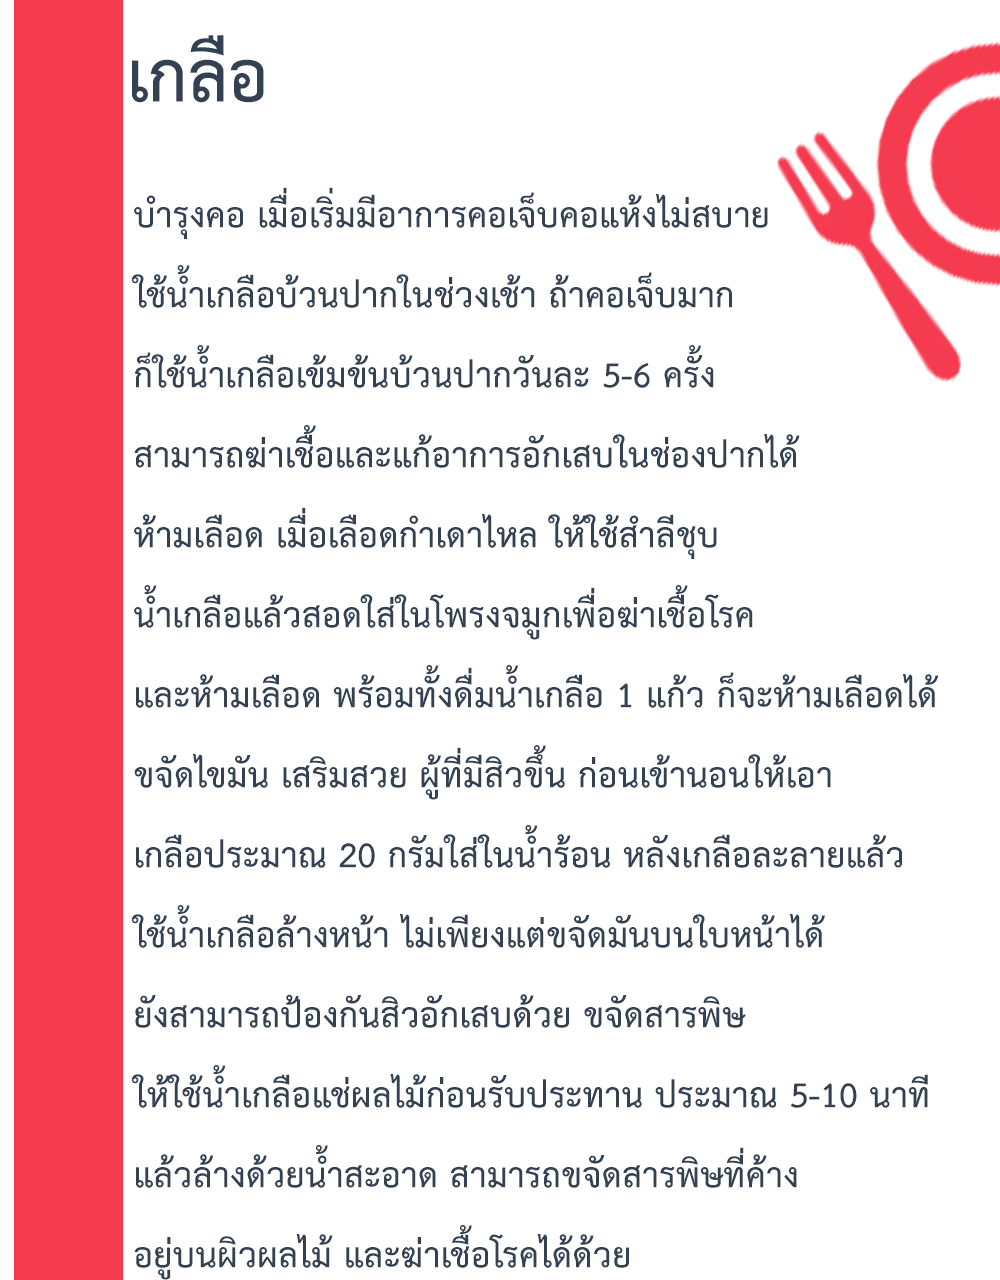 เกลือ
บำรุงคอ เมื่อเริ่มมีอาการคอเจ็บคอแห้งไม่สบาย
ใช้น้ำเกลือบ้วนปากในช่วงเช้า ถ้าคอเจ็บมาก
ก็ใช้น้ำเกลือเข้มข้นบ้วนปากวันละ 5-6 ครั้ง
สามารถฆ่าเชื้อและแก้อาการอักเสบในช่องปากได้
ห้ามเลือด เมื่อเลือดกำเดาไหล ให้ใช้สำลีชุบ
น้ำเกลือแล้วสอดใส่ในโพรงจมูกเพื่อฆ่าเชื้อโรค
และห้ามเลือด พร้อมทั้งดื่มน้ำเกลือ 1 แก้ว ก็จะห้ามเลือดได้
ขจัดไขมัน เสริมสวย ผู้ที่มีสิวขึ้น ก่อนเข้านอนให้เอา
เกลือประมาณ 20 กรัมใส่ในน้ำร้อน หลังเกลือละลายแล้ว
ใช้น้ำเกลือล้างหน้า ไม่เพียงแต่ขจัดมันบนใบหน้าได้
ยังสามารถป้องกันสิวอักเสบด้วย ขจัดสารพิษ
ให้ใช้น้ำเกลือแช่ผลไม้ก่อนรับประทาน ประมาณ 5-10 นาที
แล้วล้างด้วยน้ำสะอาด สามารถขจัดสารพิษที่ค้าง
อยู่บนผิวผลไม้ และฆ่าเชื้อโรคได้ด้วย